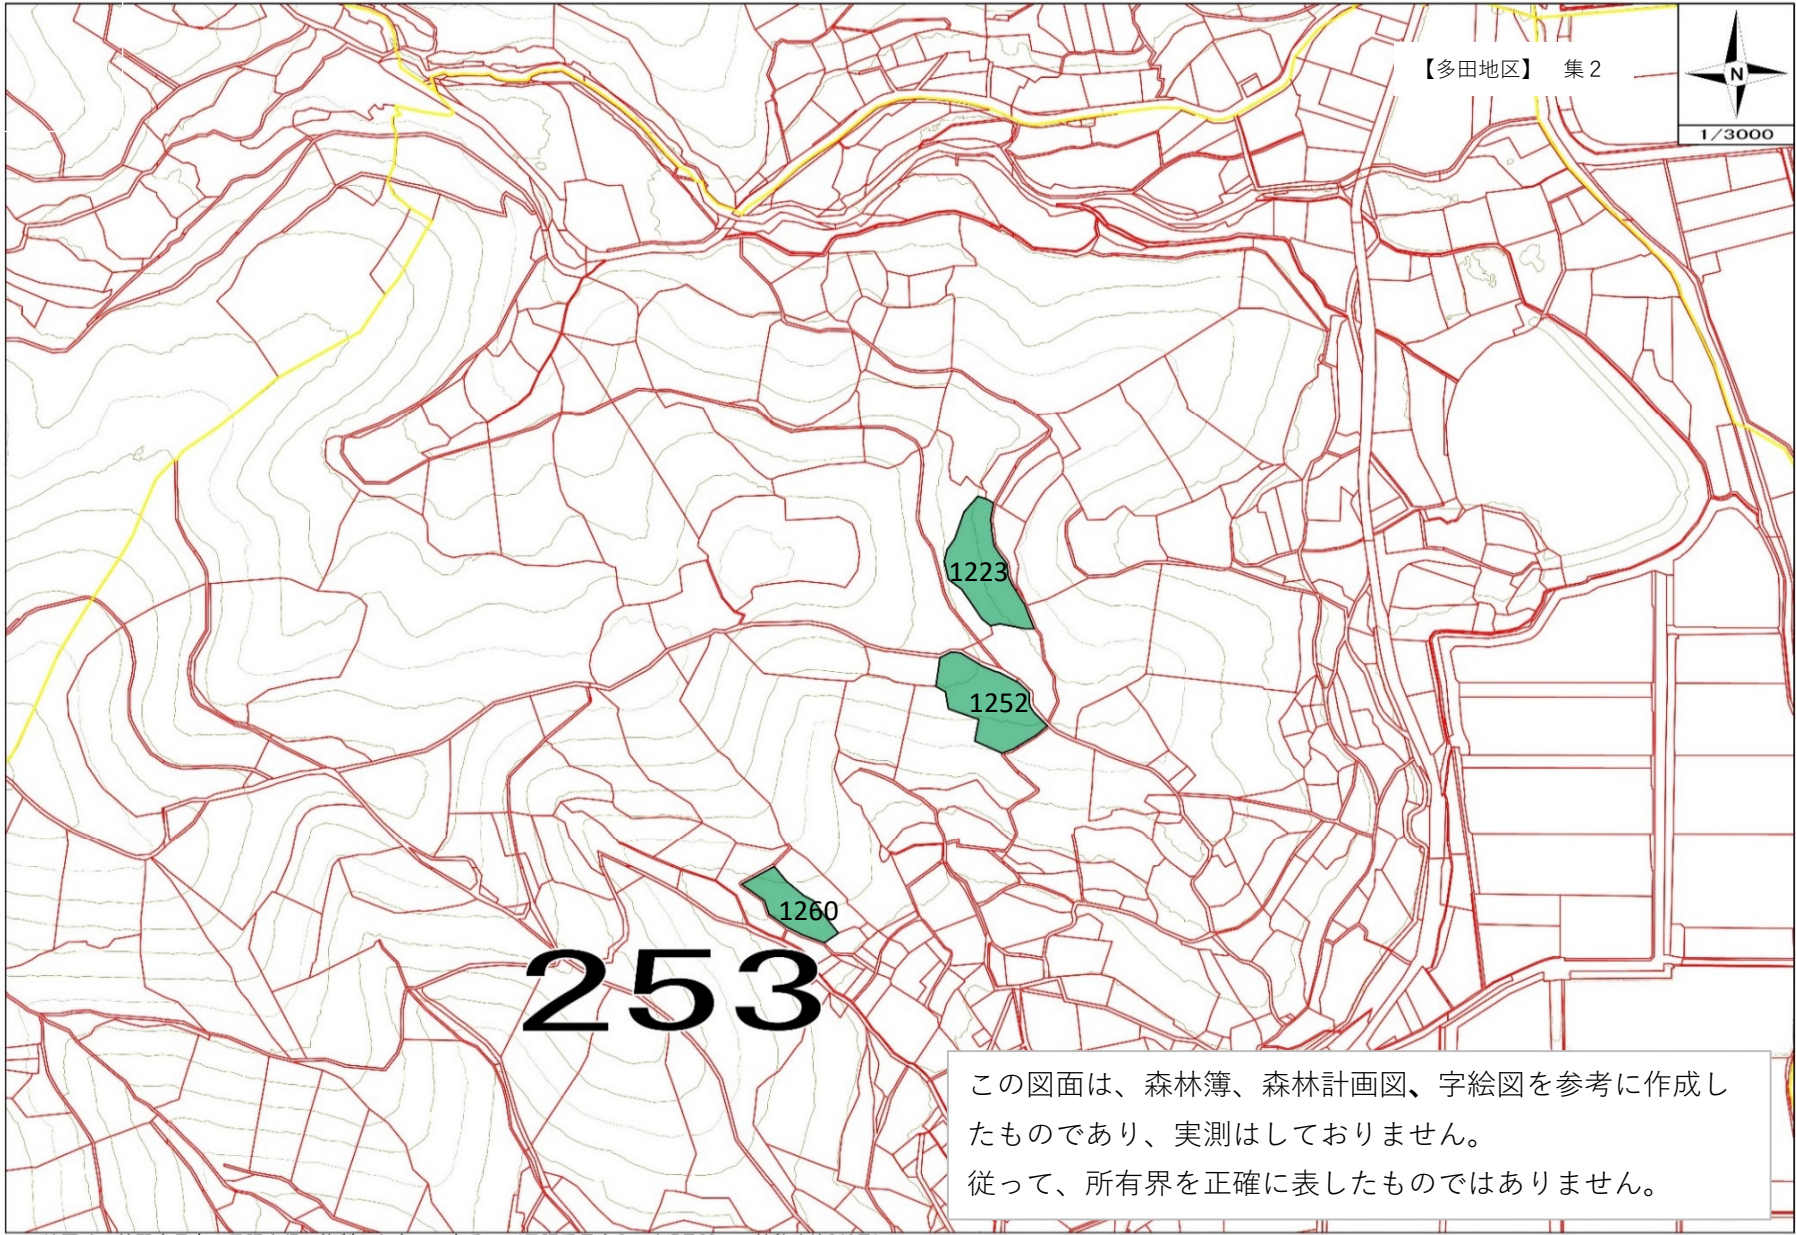 【多田地区】 集2
N
1/3000
1223
1252
1260
253
この図面は、森林簿、森林計画図、字絵図を参考に作成し
たものであり、実測はしておりません。
従って、所有界を正確に表したものではありません。